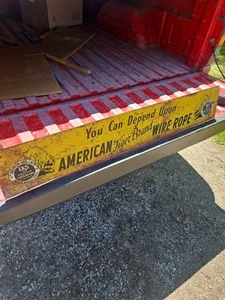 You Can Depend Upon
AMERICAN Tiger Brand WIRE ROPE